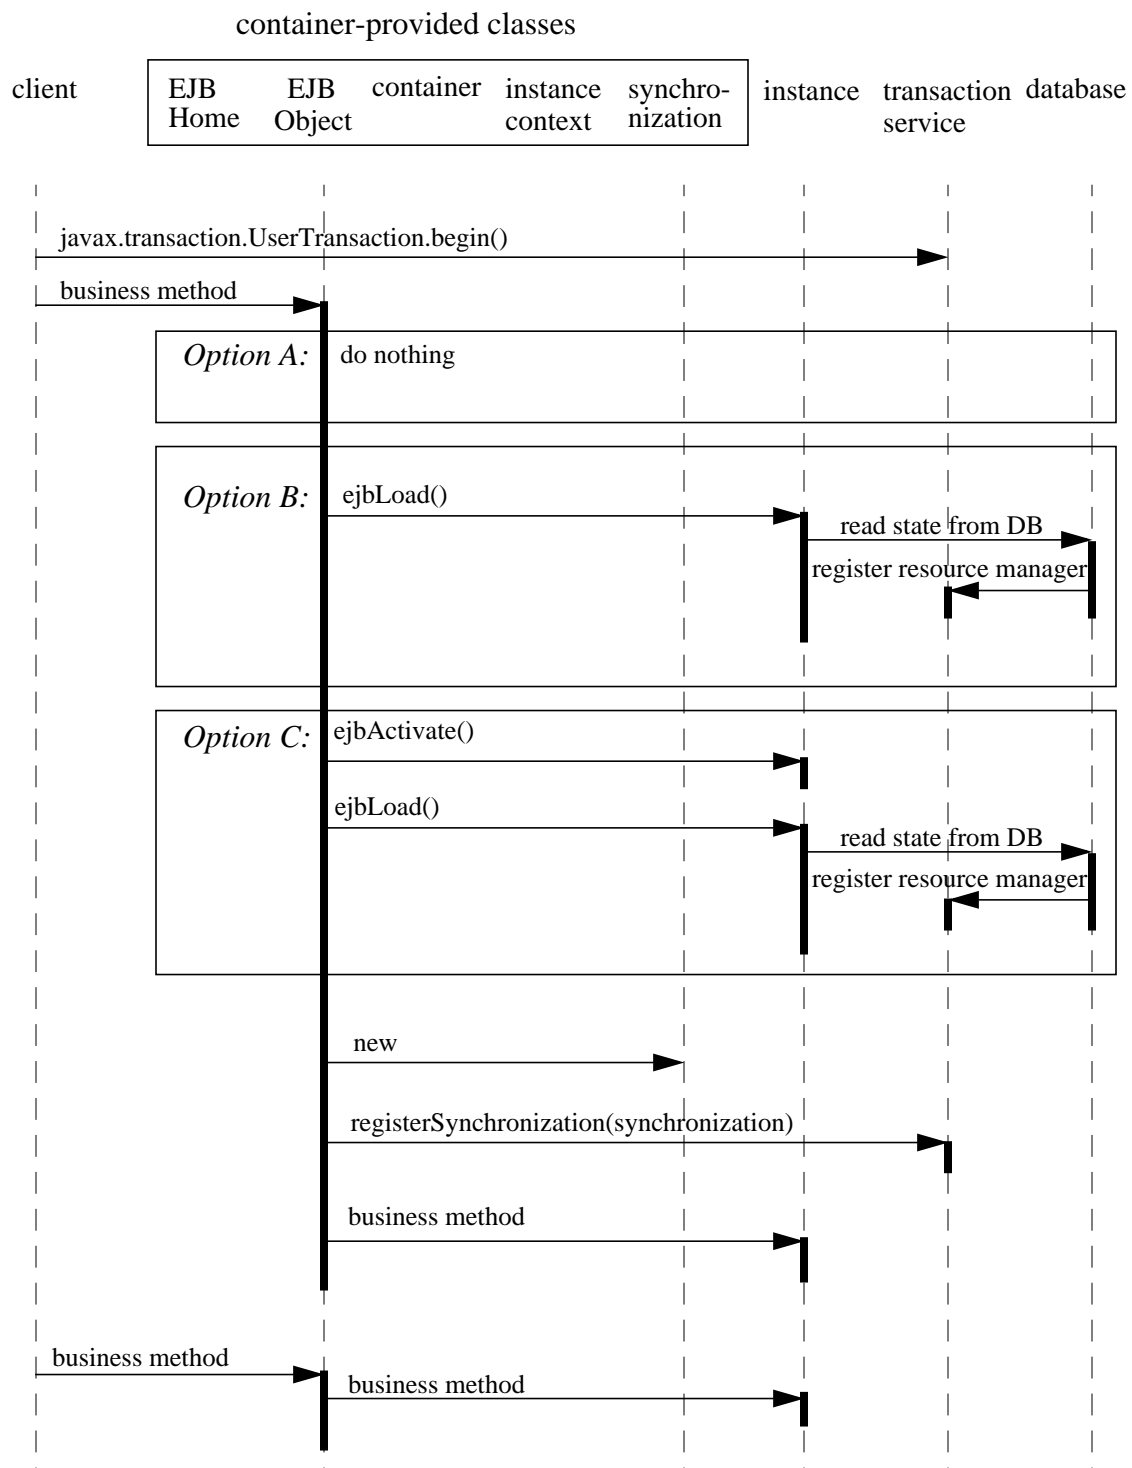 container-provided classes
client
EJB
Home
EJB
Object
container
instance
context
synchro-
nization
instance
transaction
service
database
javax.transaction.UserTransaction.begin()
business method
Option A: do nothing
Option B: ejbLoad()
read state from DB
register resource manager
Option C: ejbActivate()
ejbLoad()
read state from DB
register resource manager
new
registerSynchronization(synchronization)
business method
business method
business method